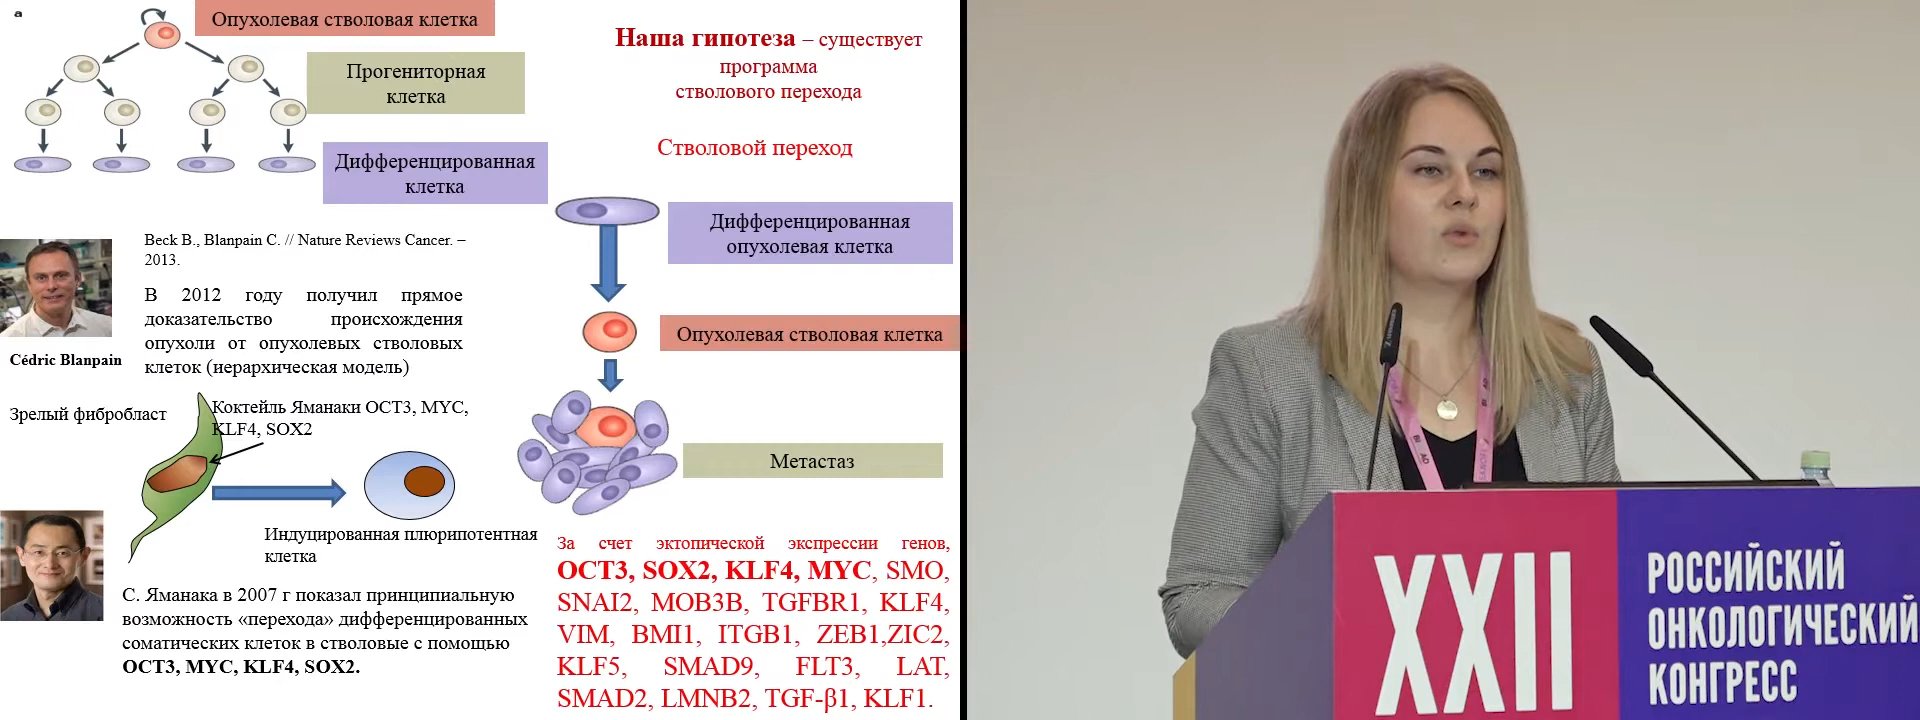 a
Опухолевая стволовая клетка
Прогениторная
клетка
Дифференцированная
клетка
Beck B., Blanpain C. // Nature Reviews Cancer. –
2013.
В 2012 году получил прямое
доказательство происхождения
опухоли от опухолевых стволовых
клеток (иерархическая модель)
Cédric Blanpain
Зрелый фибробласт
Коктейль Яманаки OCT3, MYC,
KLF4, SOX2
Индуцированная плюрипотентная
клетка
С. Яманака в 2007 г показал принципиальную
возможность «перехода» дифференцированных
соматических клеток в стволовые с помощью
OCT3, MYC, KLF4, SOX2.
Наша гипотеза – существует
программа
стволового перехода
Стволовой переход
Дифференцированная
опухолевая клетка
Опухолевая стволовая клетка
Метастаз
За счет эктопической экспрессии генов,
OCT3, SOX2, KLF4, MYC, SMO,
SNAI2, MOB3B, TGFBR1, KLF4,
VIM, BMI1, ITGB1, ZEB1,ZIC2,
KLF5, SMAD9, FLT3, LAT,
SMAD2, LMNB2, TGF-β1, KLF1.
XXII
РОССИЙСКИЙ
ОНКОЛОГИЧЕСКИЙ
КОНГРЕСС